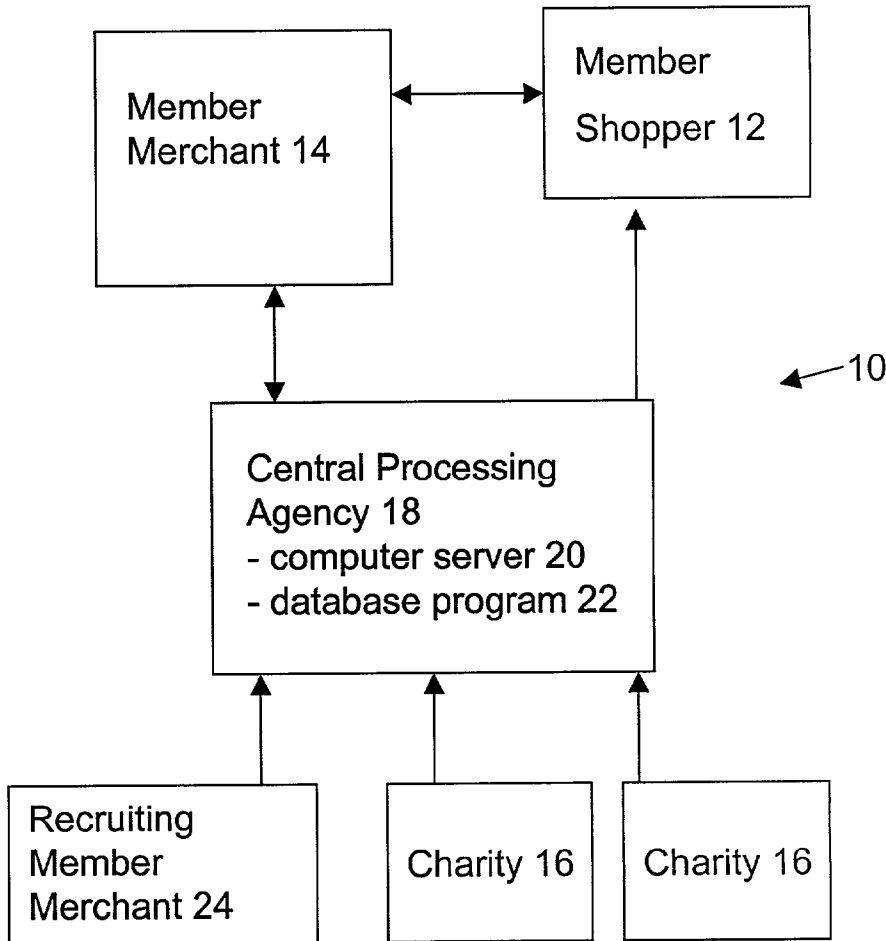 Member
Merchant 14
Member
Shopper 12
10
Central Processing
Agency 18
- computer server 20
- database program 22
Recruiting
Member
Merchant 24
Charity 16
Charity 16